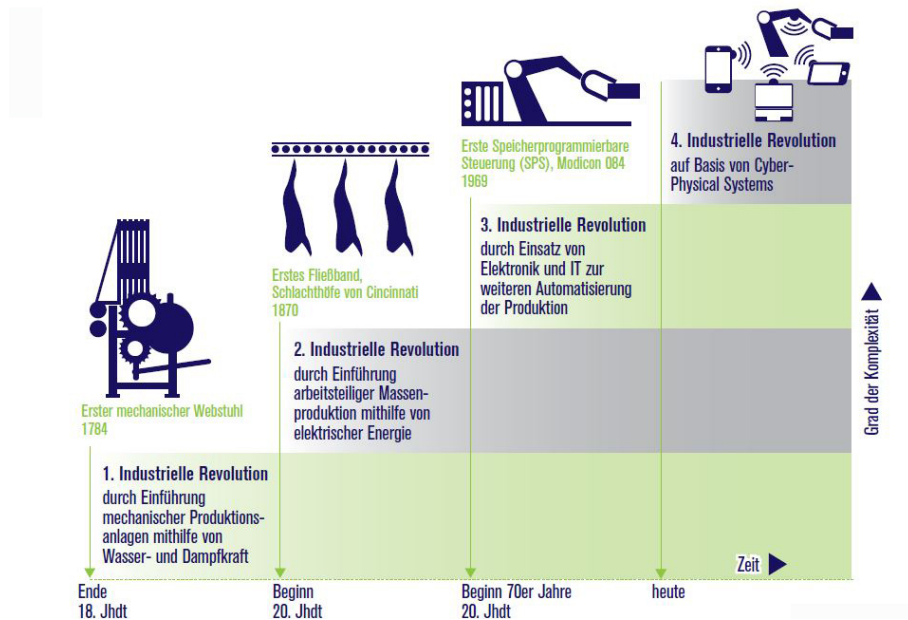 4. Industrielle Revolution
auf Basis von Cyber-
Physical Systems
Erste Speicherprogrammierbare
Steuerung (SPS), Modicon 084
1969
3. Industrielle Revolution
durch Einsatz von
Elektronik und IT zur
weiteren Automatisierung
der Produktion
Erstes Fließband,
Schlachthöfe von Cincinnati
1870
2. Industrielle Revolution
durch Einführung
arbeitsteiliger Massen-
produktion mithilfe von
elektrischer Energie
Erster mechanischer Webstuhl
1784
1. Industrielle Revolution
durch Einführung
mechanischer Produktions-
anlagen mithilfe von
Wasser- und Dampfkraft
Grad der Komplexität
Zeit
Ende
18. Jhdt
Beginn
20. Jhdt
Beginn 70er Jahre
20. Jhdt
heute